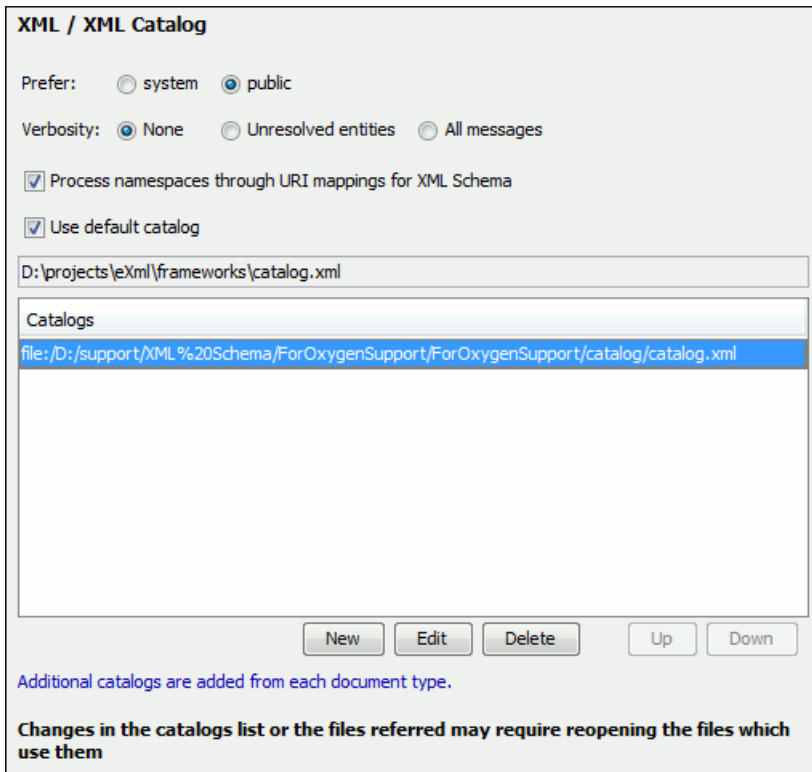 XML / XML Catalog
Prefer: system public
Verbosity: None Unresolved entities All messages
Process namespaces through URI mappings for XML Schema
Use default catalog
D:\projects\eXml\frameworks\catalog.xml
Catalogs
file:/D:/support/XML%20Schema/ForOxygenSupport/ForOxygenSupport/catalog/catalog.xml
New Edit Delete Up Down
Additional catalogs are added from each document type.
Changes in the catalogs list or the files referred may require reopening the files which
use them